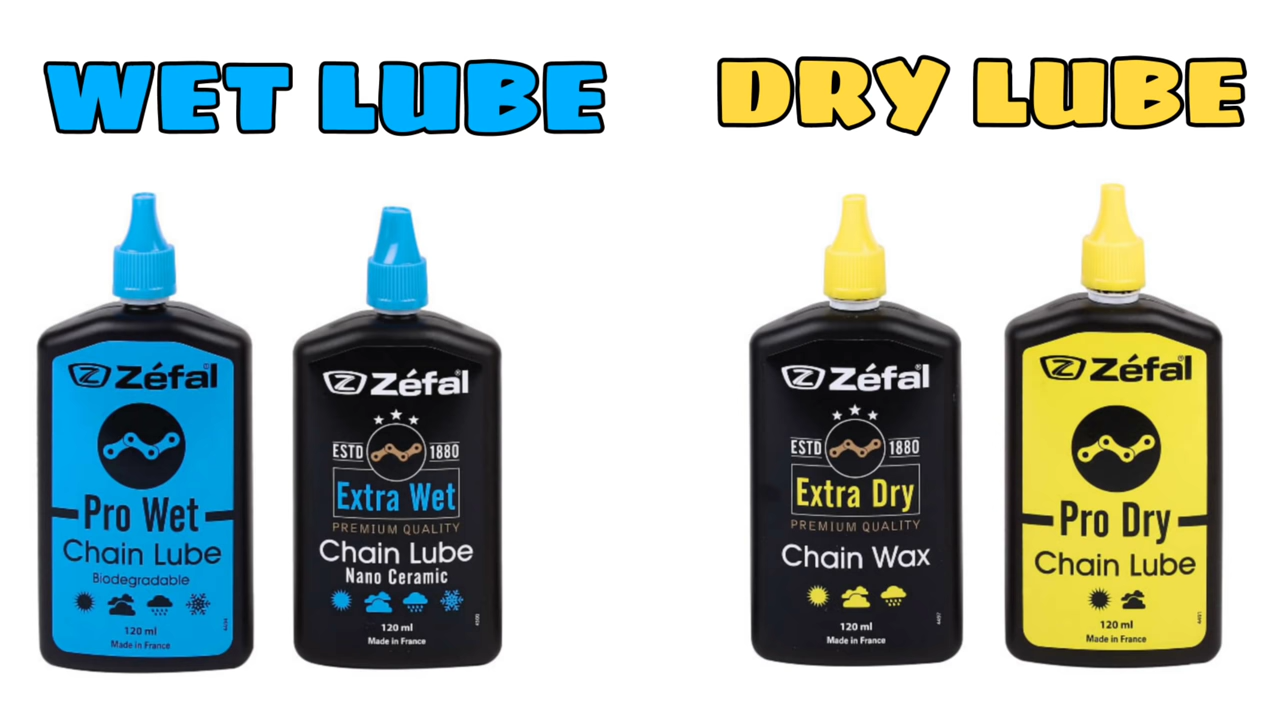 WET LUBE
DRY LUBE
Zéfal®
Pro Wet
Chain Lube
Biodegradable
120 ml
Made in France
Zéfal®
ESTD 1880
Extra Wet
PREMIUM QUALITY
Chain Lube
Nano Ceramic
120 ml
Made in France
Zéfal®
ESTD 1880
Extra Dry
PREMIUM QUALITY
Chain Wax
120 ml
Made in France
Zéfal®
Pro Dry
Chain Lube
120 ml
Made in France